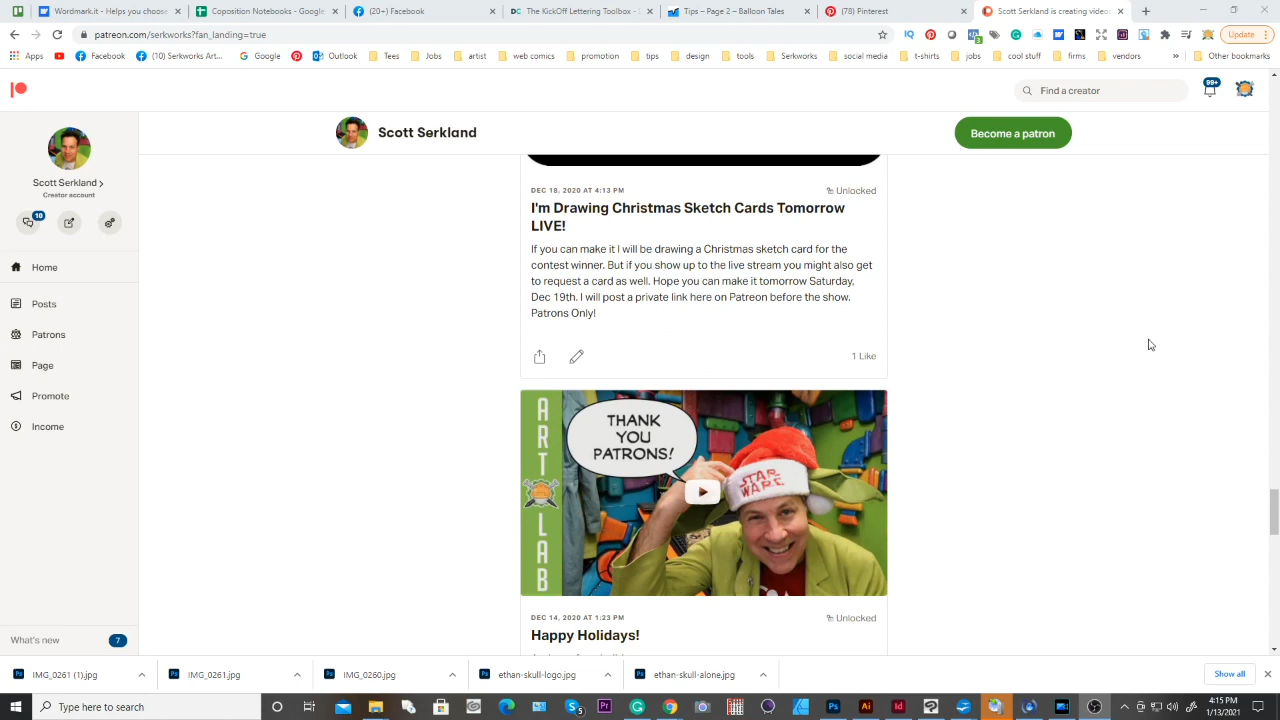 Wordmark.it - Helps you choose
Coposition Notebooks - Google
(20+) Facebook
The KickOff Lettering Toolbox -
Tips – Page 2 – Balloon Tales
(78) Pinterest
Scott Serkland is creating video
patreon.com/serkworks?fan_landing=true
Update
Apps
Facebook
Serkworks Art...
Google
Outlook
Tees
Jobs
artist
web comics
promotion
tips
design
tools
Serkworks
social media
t-shirts
jobs
cool stuff
firms
vendors
»
Other bookmarks
Find a creator
99+
Scott Serkland
Become a patron
Scott Serkland
Creator account
10
Home
Posts
Patrons
Page
Promote
Income
What's new
7
DEC 18, 2020 AT 4:13 PM
Unlocked
I'm Drawing Christmas Sketch Cards Tomorrow
LIVE!
If you can make it I will be drawing a Christmas sketch card for the
contest winner. But if you show up to the live stream you might also get
to request a card as well. Hope you can make it tomorrow Saturday,
Dec 19th. I will post a private link here on Patreon before the show.
Patrons Only!
1 Like
ART LAB
THANK
YOU
PATRONS!
STAR
WARS
DEC 14, 2020 AT 1:23 PM
Unlocked
Happy Holidays!
IMG_0261 (1).jpg
IMG_0261.jpg
IMG_0260.jpg
ethan-skull-logo.jpg
ethan-skull-alone.jpg
Show all
Type here to search
4:15 PM
1/13/2021